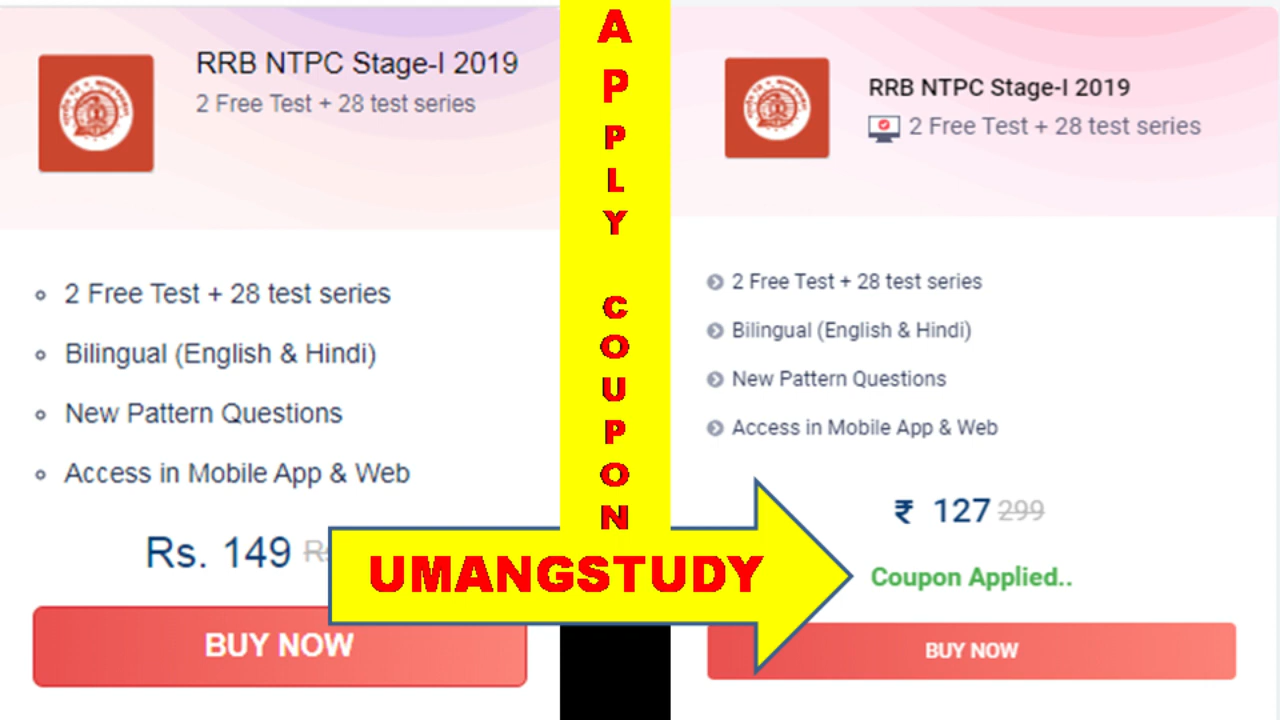 RRB NTPC Stage-I 2019
2 Free Test + 28 test series
2 Free Test + 28 test series
Bilingual (English & Hindi)
New Pattern Questions
Access in Mobile App & Web
Rs. 149
BUY NOW
APPLY COUPON
UMANGSTUDY
RRB NTPC Stage-I 2019
2 Free Test + 28 test series
2 Free Test + 28 test series
Bilingual (English & Hindi)
New Pattern Questions
Access in Mobile App & Web
₹ 127 299
Coupon Applied..
BUY NOW